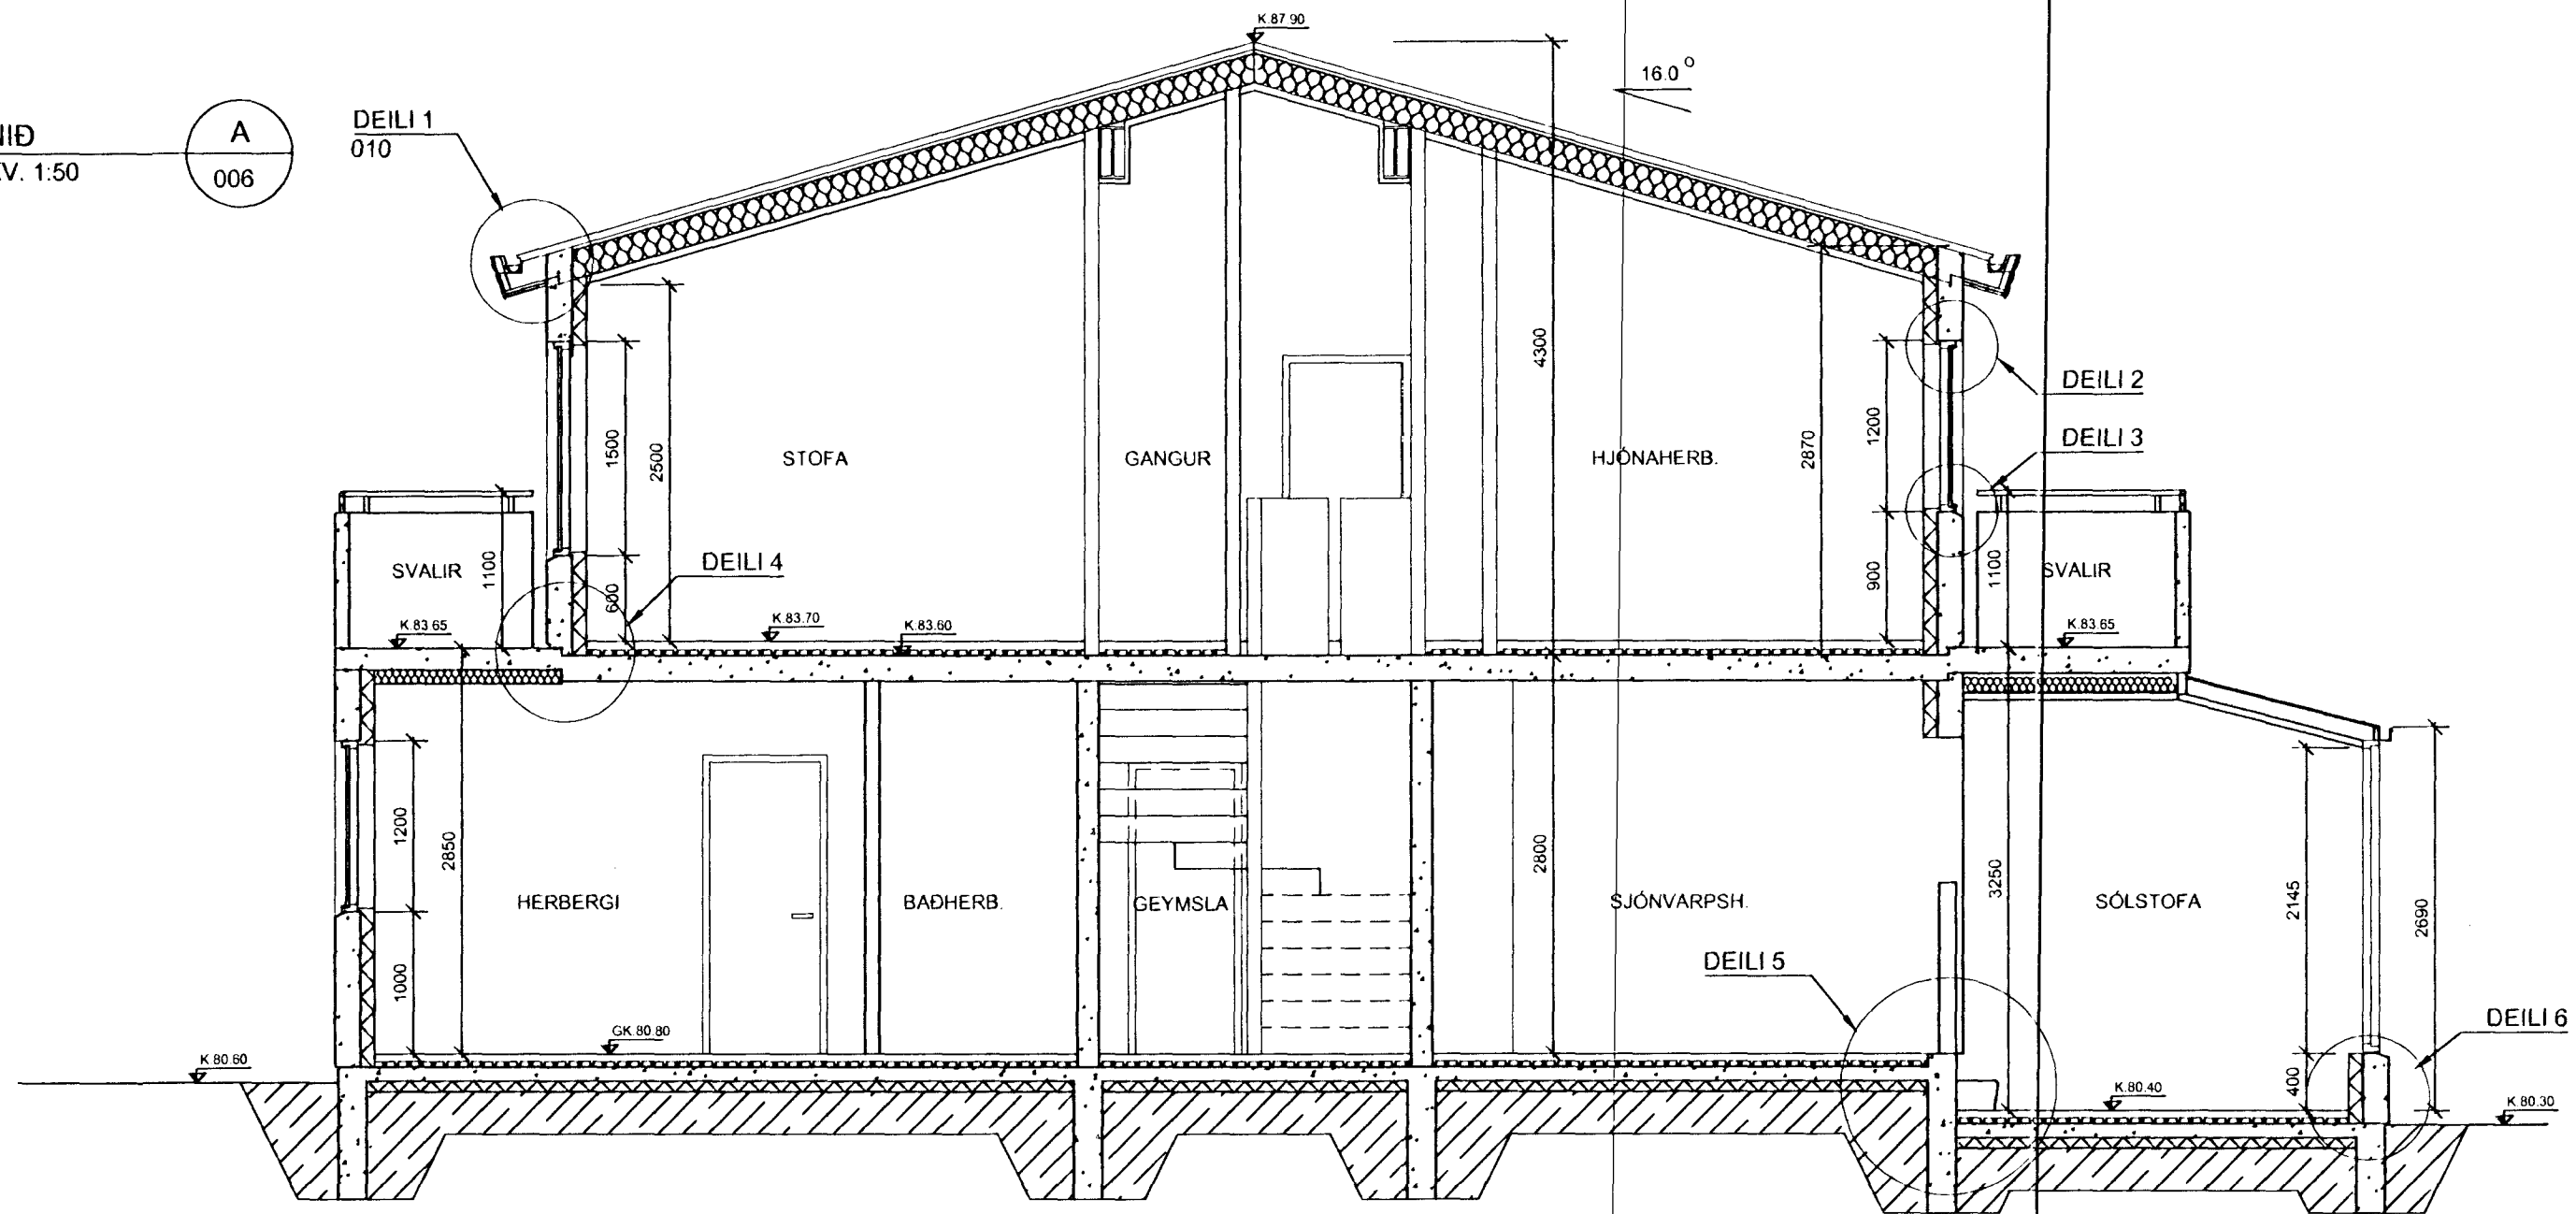 K.87.90
16.0°
NIÐ
V. 1:50
A
006
DEILI 1
010
4300
1500
2500
STOFA
GANGUR
HJÓNAHERB.
2870
1200
900
DEILI 2
DEILI 3
SVALIR
1100
600
DEILI 4
1100
SVALIR
K.83.65
K.83.70
K.83.60
K.83.65
1200
2850
1000
HERBERGI
BAÐHERB.
GEYMSLA
2800
SJÓNVARPSH.
3250
SÓLSTOFA
2145
2690
DEILI 5
DEILI 6
K 80.60
GK.80.80
400
K.80.40
K 80.30